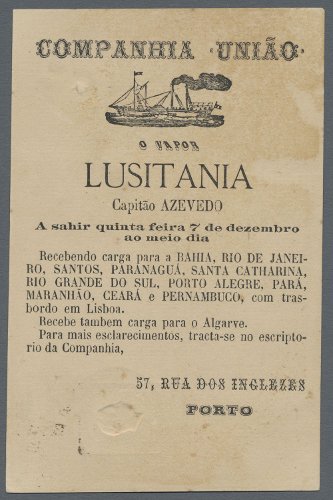 COMPANHIA UNIÃO
O VAPOR
LUSITANIA
Capitão AZEVEDO
A sahir quinta feira 7 de dezembro
ao meio dia
Recebendo carga para a BAHIA, RIO DE JANEI-
RO, SANTOS, PARANAGUÁ, SANTA CATHARINA,
RIO GRANDE DO SUL, PORTO ALEGRE, PARÁ,
MARANHÃO, CEARÁ e PERNAMBUCO, com tras-
bordo em Lisboa.
Recebe tambem carga para o Algarve.
Para mais esclarecimentos, tracta-se no escripto-
rio da Companhia,
57, RUA DOS INGLEZES
PORTO